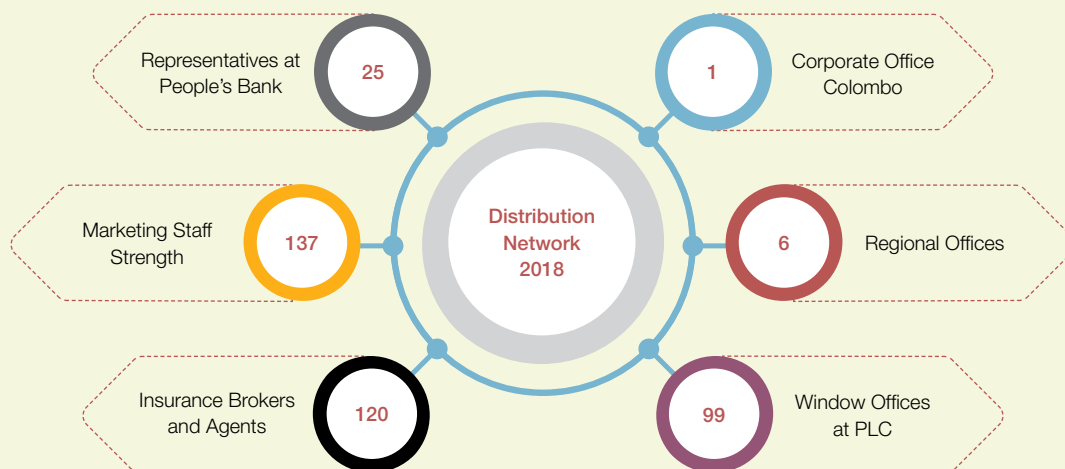 Representatives at
People's Bank
25
1
Corporate Office
Colombo
Marketing Staff
Strength
137
Distribution
Network
2018
6
Regional Offices
Insurance Brokers
and Agents
120
99
Window Offices
at PLC